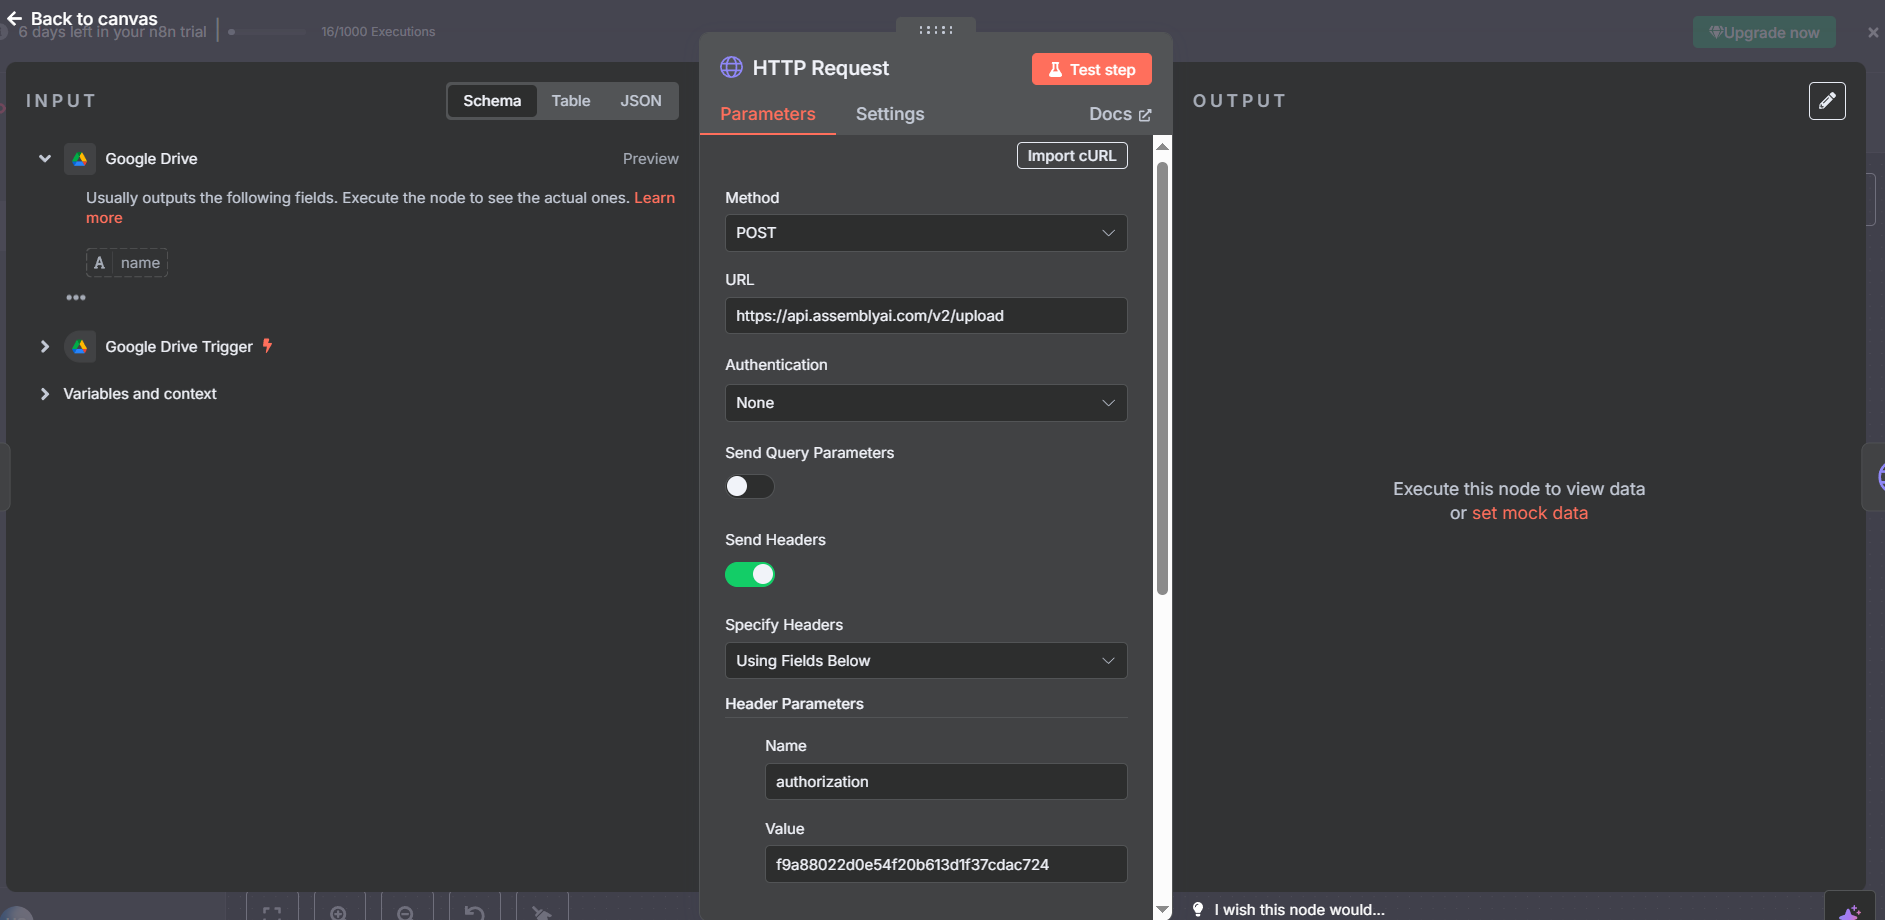 Back to canvas
6 days left in your n8n trial
16/1000 Executions
Upgrade now
INPUT
Schema
Table
JSON
Google Drive
Preview
Usually outputs the following fields. Execute the node to see the actual ones. Learn
more
A name
Google Drive Trigger
Variables and context
HTTP Request
Test step
Parameters
Settings
Docs
Import cURL
Method
POST
URL
https://api.assemblyai.com/v2/upload
Authentication
None
Send Query Parameters
Send Headers
Specify Headers
Using Fields Below
Header Parameters
Name
authorization
Value
f9a88022d0e54f20b613d1f37cdac724
OUTPUT
Execute this node to view data
or set mock data
I wish this node would...